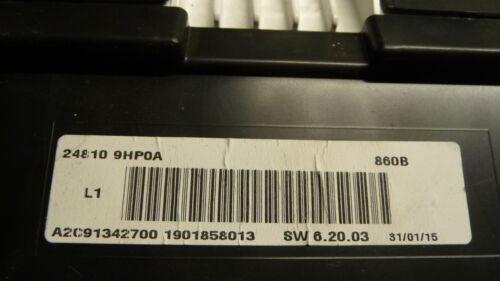 24810 9HP0A 860B
L1
A2C91342700 1901858013 SW 6.20.03 31/01/15